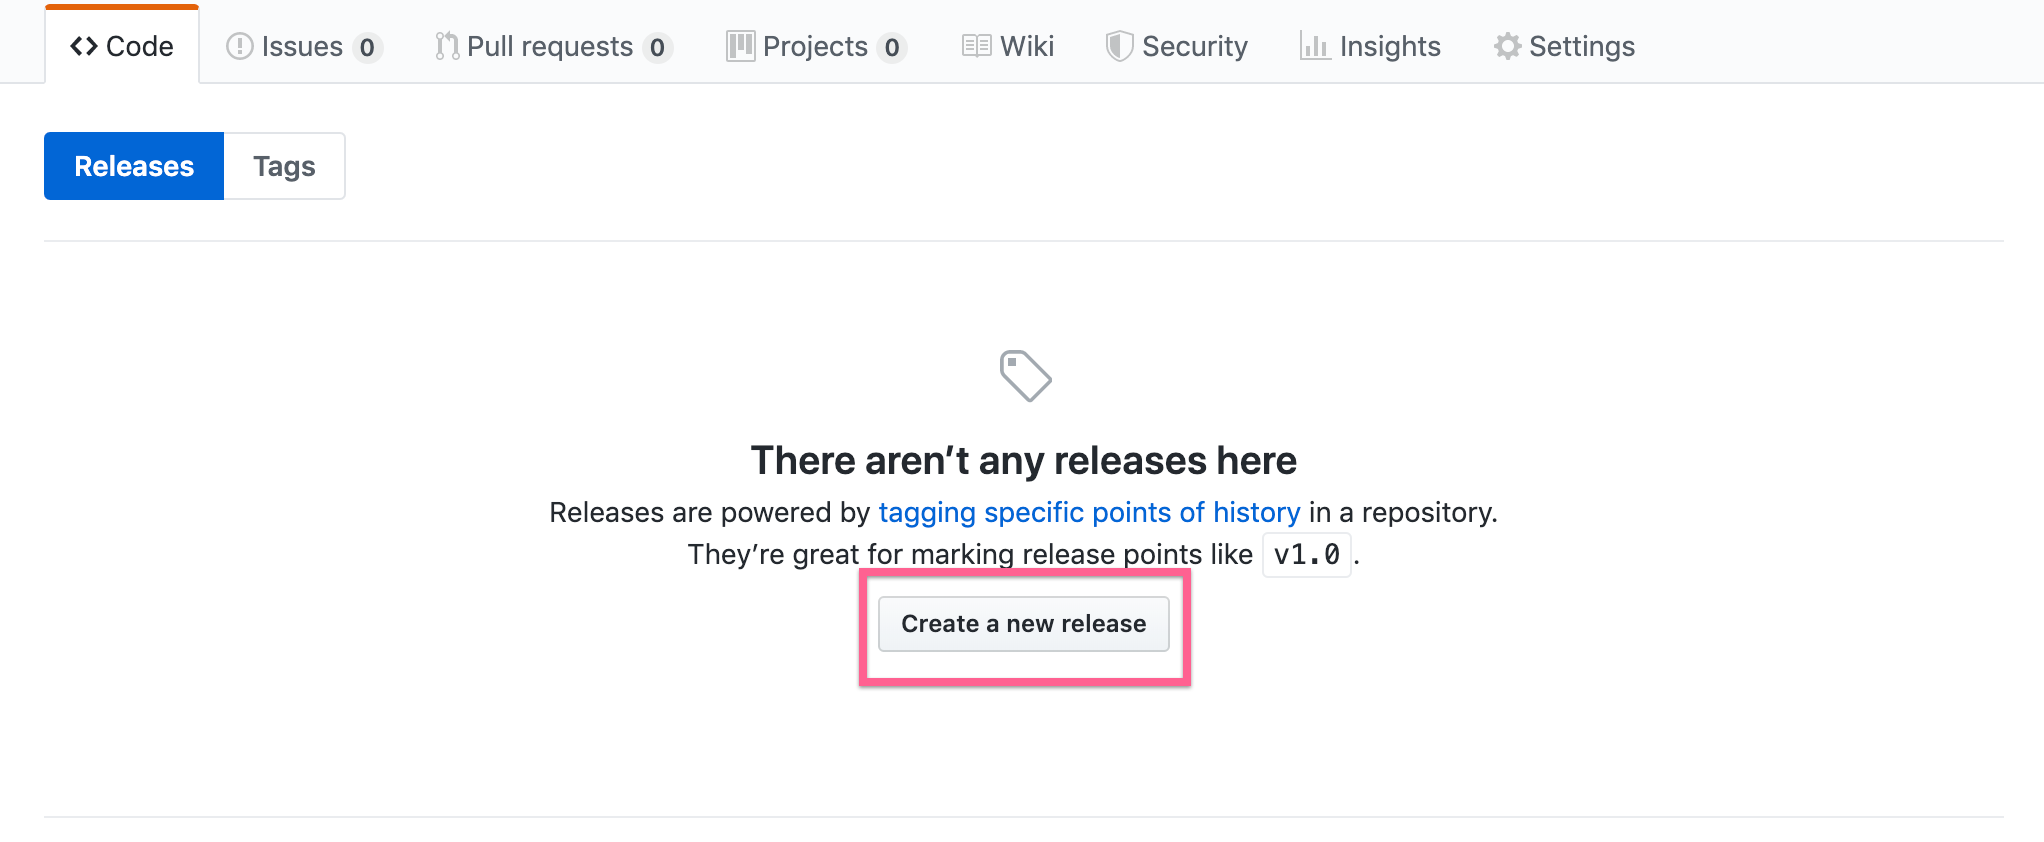 Code Issues 0 Pull requests 0 Projects 0 Wiki Security Insights Settings
Releases Tags
There aren’t any releases here
Releases are powered by tagging specific points of history in a repository.
They’re great for marking release points like v1.0.
Create a new release